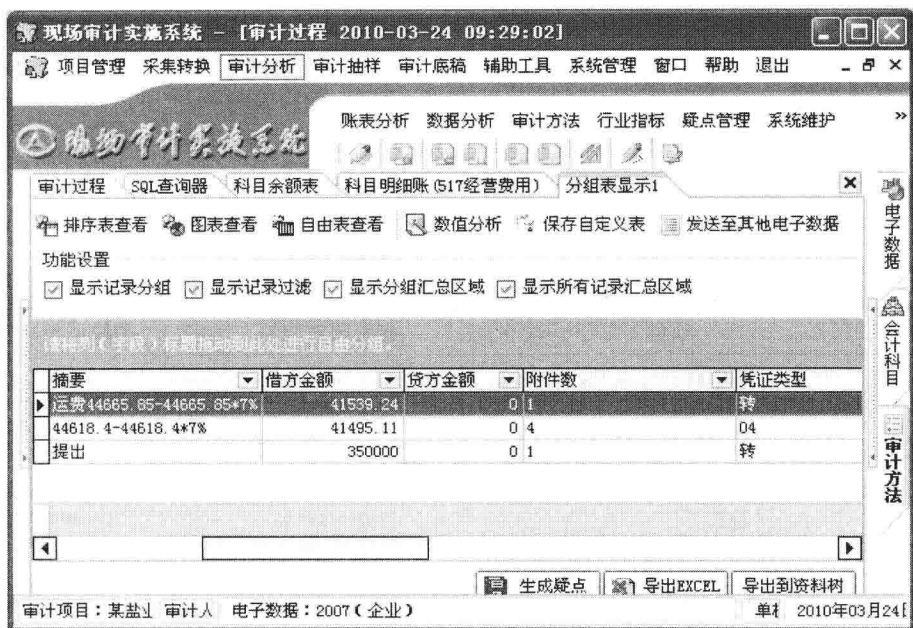 现场审计实施系统 - [审计过程 2010-03-24 09:29:02]
项目管理 采集转换 审计分析 审计抽样 审计底稿 辅助工具 系统管理 窗口 帮助 退出
现场审计实施系统
账表分析 数据分析 审计方法 行业指标 疑点管理 系统维护
审计过程 SQL查询器 科目余额表 科目明细账(517经营费用) 分组表显示1
排序表查看 图表查看 自由表查看 数值分析 保存自定义表 发送至其他电子数据
功能设置
显示记录分组 显示记录过滤 显示分组汇总区域 显示所有记录汇总区域
请将列(字段)标题拖动到此处进行自由分组。
摘要 借方金额 贷方金额 附件数 凭证类型
运费44665.85-44665.85*7% 41539.24 0 1 转
44618.4-44618.4*7% 41495.11 0 4 04
提出 350000 0 1 转
电子数据
会计科目
审计方法
生成疑点 导出EXCEL 导出到资料树
审计项目:某盐业 审计人 电子数据:2007(企业) 单 2010年03月24日